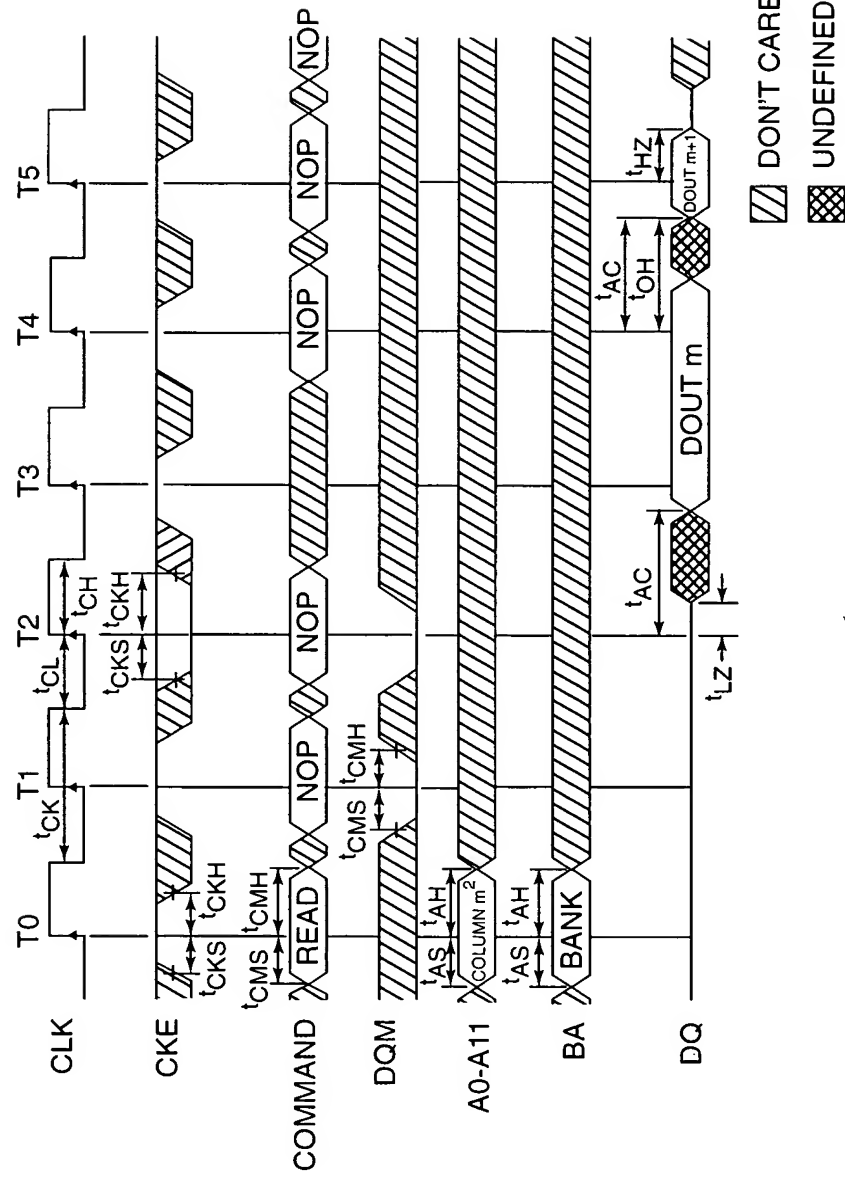 T0 T1 T2 T3 T4 T5
CLK
tCK tCL tCH
CKE
tCKS tCKH tCKS tCKH
COMMAND
tCMS tCMH
READ NOP NOP NOP NOP NOP
DQM
tCMS tCMH
A0-A11
COLUMN m2
tAS tAH
BA
BANK
tAS tAH
DQ
tLZ tAC tAC tOH tHZ
DOUT m DOUT m+1
DON'T CARE
UNDEFINED